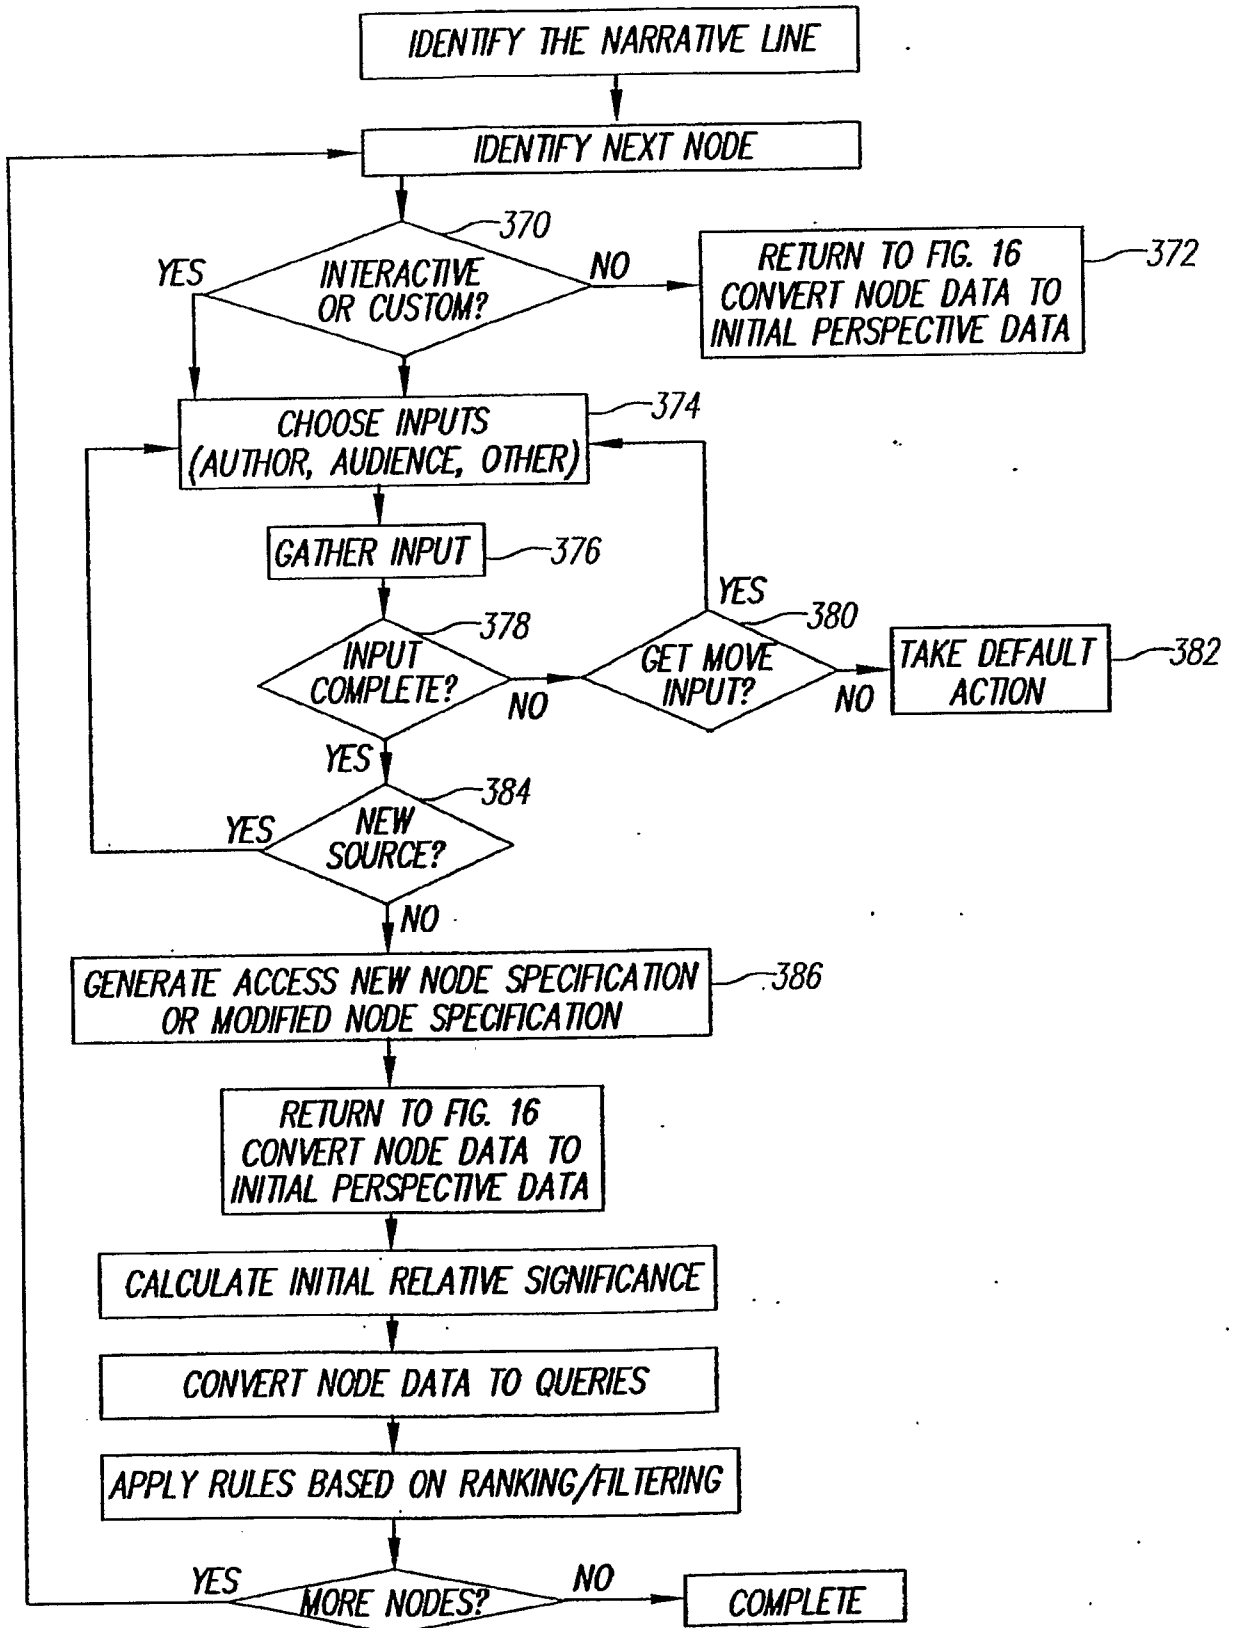 IDENTIFY THE NARRATIVE LINE
IDENTIFY NEXT NODE
370
YES
INTERACTIVE
OR CUSTOM?
NO
RETURN TO FIG. 16
CONVERT NODE DATA TO
INITIAL PERSPECTIVE DATA
372
CHOOSE INPUTS
(AUTHOR, AUDIENCE, OTHER)
374
GATHER INPUT
376
378
INPUT
COMPLETE?
NO
YES
380
GET MOVE
INPUT?
NO
TAKE DEFAULT
ACTION
382
YES
384
YES
NEW
SOURCE?
NO
GENERATE ACCESS NEW NODE SPECIFICATION
OR MODIFIED NODE SPECIFICATION
386
RETURN TO FIG. 16
CONVERT NODE DATA TO
INITIAL PERSPECTIVE DATA
CALCULATE INITIAL RELATIVE SIGNIFICANCE
CONVERT NODE DATA TO QUERIES
APPLY RULES BASED ON RANKING/FILTERING
YES
MORE NODES?
NO
COMPLETE